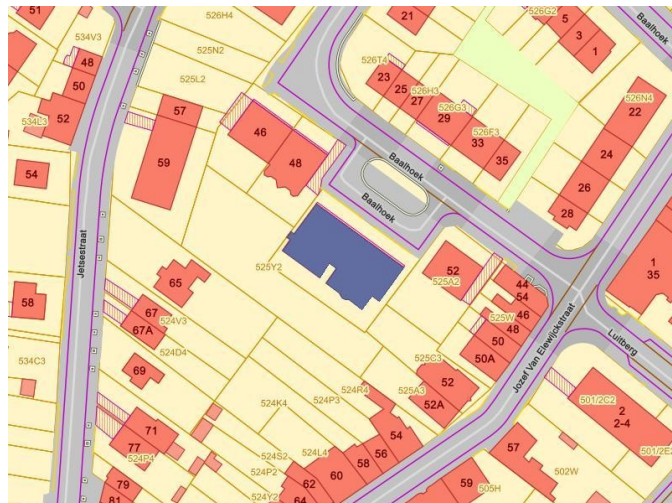 51
534V3
526H4
21
526G2
5
3
1
Baalhoek
525N2
48
50
52
534L3
525L2
57
59
526T4
23
25
27
526H3
29
526G3
33
526F3
35
526N4
22
24
26
28
46
48
54
Baalhoek
Baalhoek
Jetsestraat
525Y2
52
525A2
44
54
46
48
50
50A
525W
1
35
65
58
67
67A
524V3
524D4
Jozef Van Elewijckstraat
Luitberg
534C3
69
525C3
52
52A
525A3
524R4
524P3
524K4
501/2C2
2
2-4
71
77
524P4
54
56
58
60
62
64
524L4
524S2
524P2
524Y2
57
502W
501/2E2
59
505H
79
81